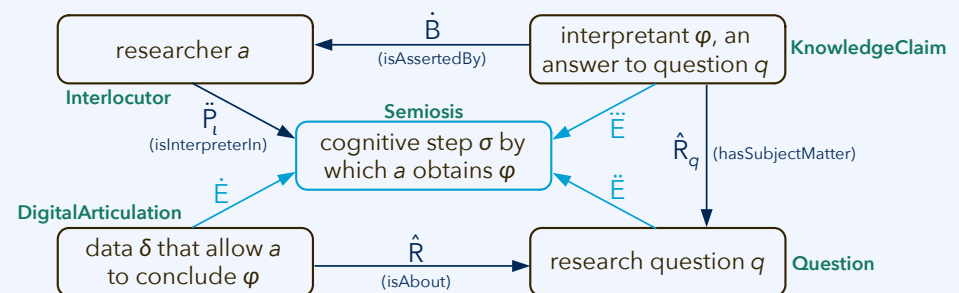 researcher a
Interlocutor
Ḃ
(isAssertedBy)
interpretant φ, an
answer to question q
KnowledgeClaim
P̈ι
(isInterpreterIn)
Semiosis
cognitive step σ by
which a obtains φ
E⃛
R̂q (hasSubjectMatter)
Ė
Ë
DigitalArticulation
data δ that allow a
to conclude φ
R̂
(isAbout)
research question q
Question